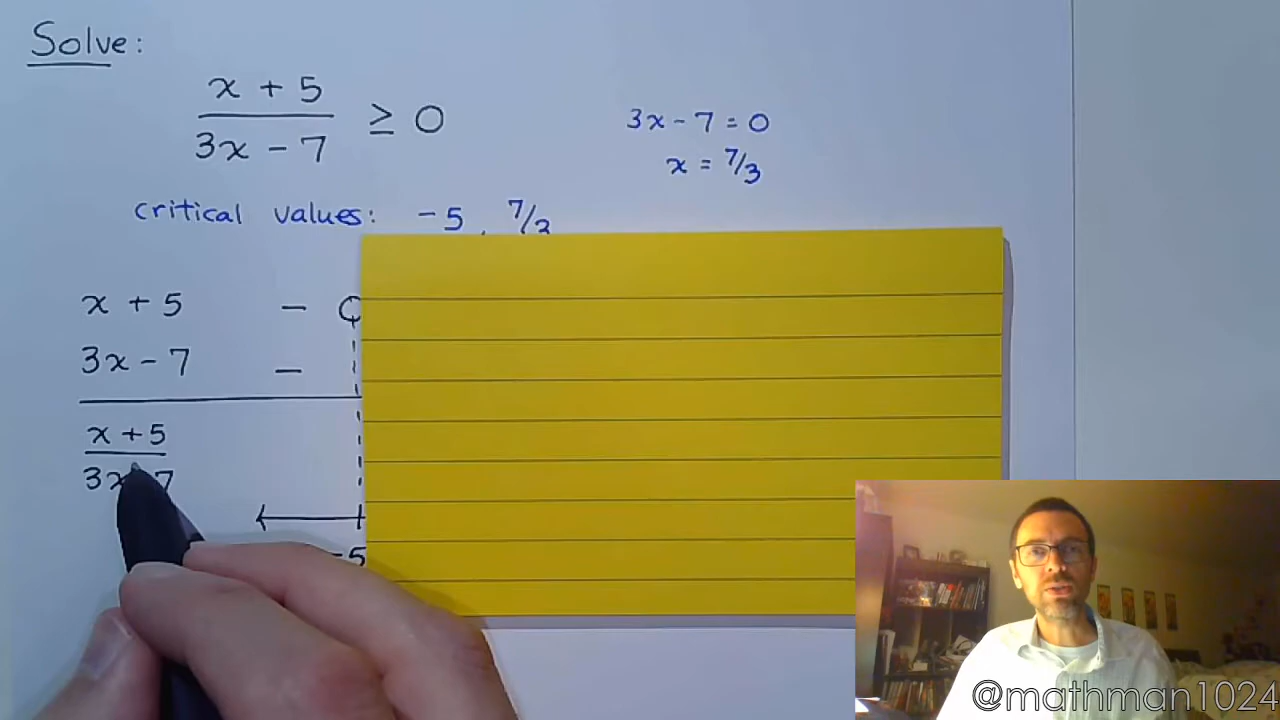 Solve:
x + 5
3x - 7
≥ 0
3x - 7 = 0
x = 7/3
critical values: -5, 7/3
x + 5 - 0
3x - 7 -
x + 5
3x - 7
-5
@mathman1024